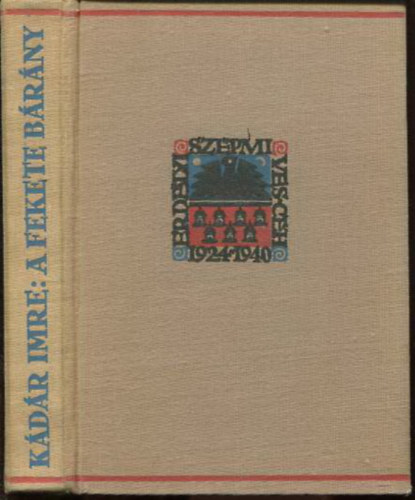 KÁDÁR IMRE: A FEKETE BÁRÁNY
ERDÉLYI
SZÉPMI
VES·CÉH
1924·1940